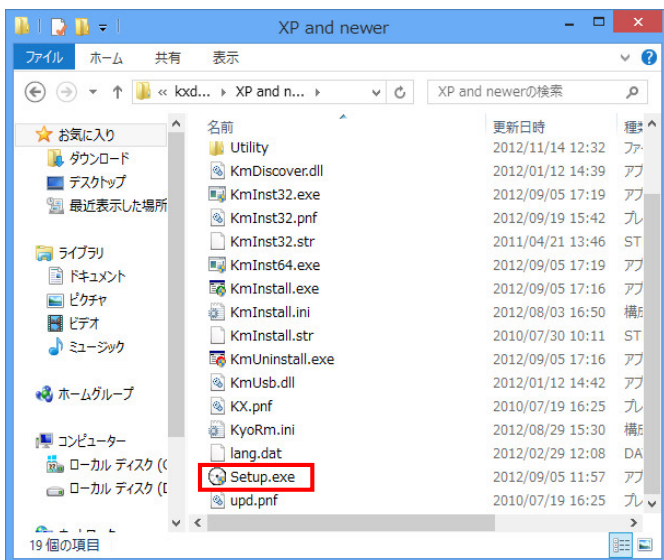 XP and newer
ファイル ホーム 共有 表示
« kxd... XP and n... XP and newerの検索
お気に入り
ダウンロード
デスクトップ
最近表示した場所
ライブラリ
ドキュメント
ピクチャ
ビデオ
ミュージック
ホームグループ
コンピューター
ローカル ディスク (C
ローカル ディスク (D
名前 更新日時 種類
Utility 2012/11/14 12:32 ファ
KmDiscover.dll 2012/01/12 14:39 アプ
KmInst32.exe 2012/09/05 17:19 アプ
KmInst32.pnf 2012/09/19 15:42 プレ
KmInst32.str 2011/04/21 13:46 ST
KmInst64.exe 2012/09/05 17:19 アプ
KmInstall.exe 2012/09/05 17:16 アプ
KmInstall.ini 2012/08/03 16:50 構成
KmInstall.str 2010/07/30 10:11 ST
KmUninstall.exe 2012/09/05 17:16 アプ
KmUsb.dll 2012/01/12 14:42 アプ
KX.pnf 2010/07/19 16:25 プレ
KyoRm.ini 2012/08/29 15:30 構成
lang.dat 2012/02/29 12:08 DA
Setup.exe 2012/09/05 11:57 アプ
upd.pnf 2010/07/19 16:25 プレ
19 個の項目